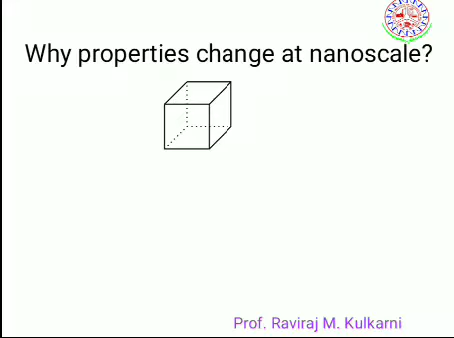 Why properties change at nanoscale?
Prof. Raviraj M. Kulkarni